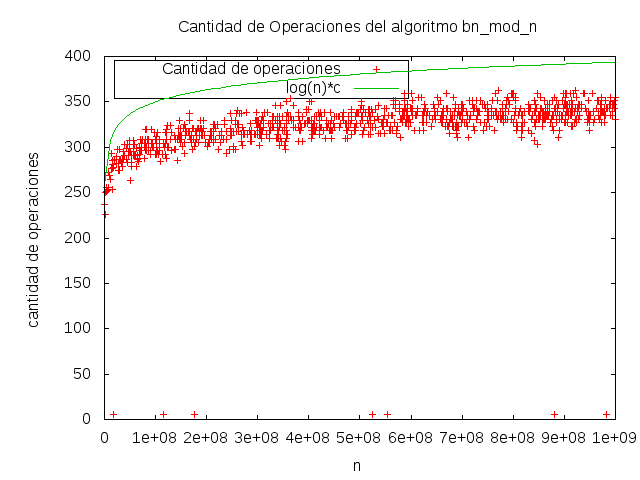 Cantidad de Operaciones del algoritmo bn_mod_n
400
350
300
250
200
150
100
50
0
cantidad de operaciones
Cantidad de operaciones
log(n)*c
0 1e+08 2e+08 3e+08 4e+08 5e+08 6e+08 7e+08 8e+08 9e+08 1e+09
n